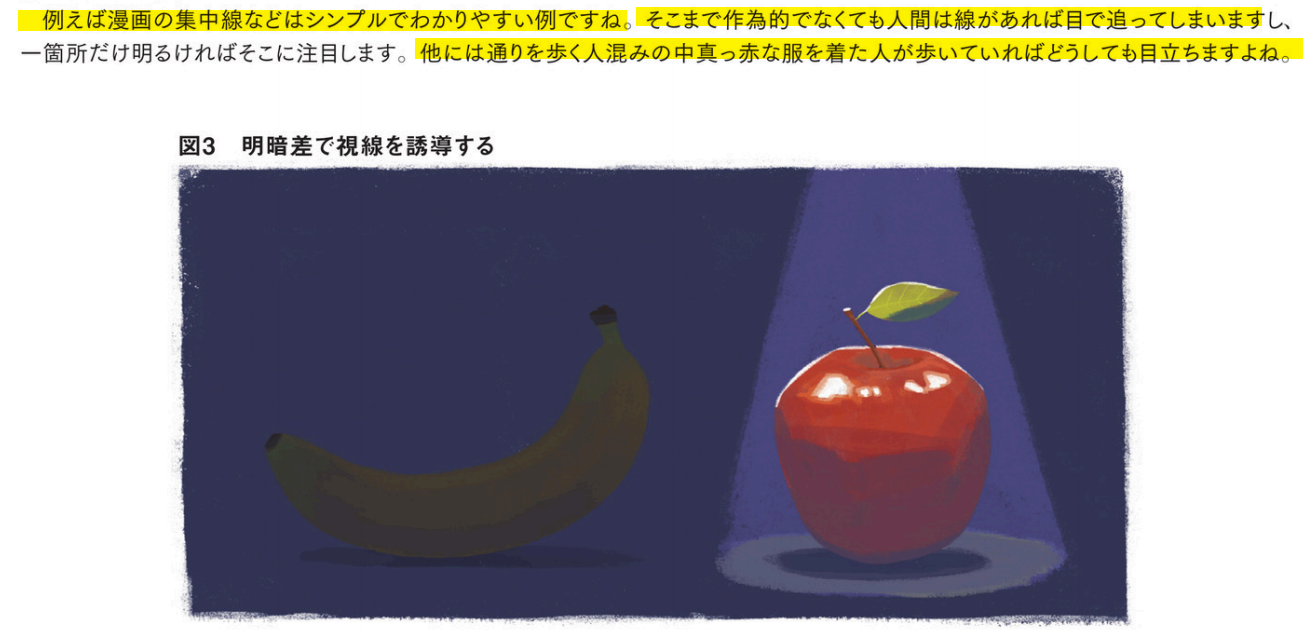 例えば漫画の集中線などはシンプルでわかりやすい例ですね。そこまで作為的でなくても人間は線があれば目で追ってしまいますし、
一箇所だけ明るければそこに注目します。他には通りを歩く人混みの中真っ赤な服を着た人が歩いていればどうしても目立ちますよね。
図3　明暗差で視線を誘導する